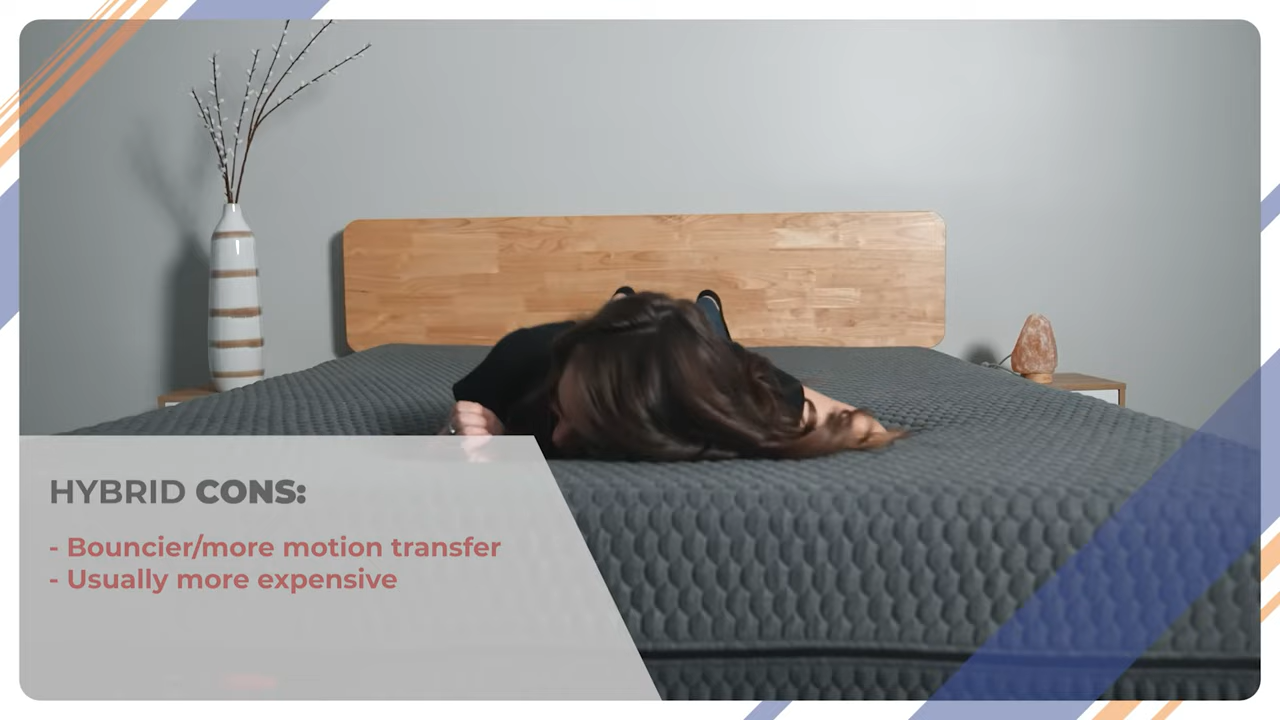 HYBRID CONS:
- Bouncier/more motion transfer
- Usually more expensive